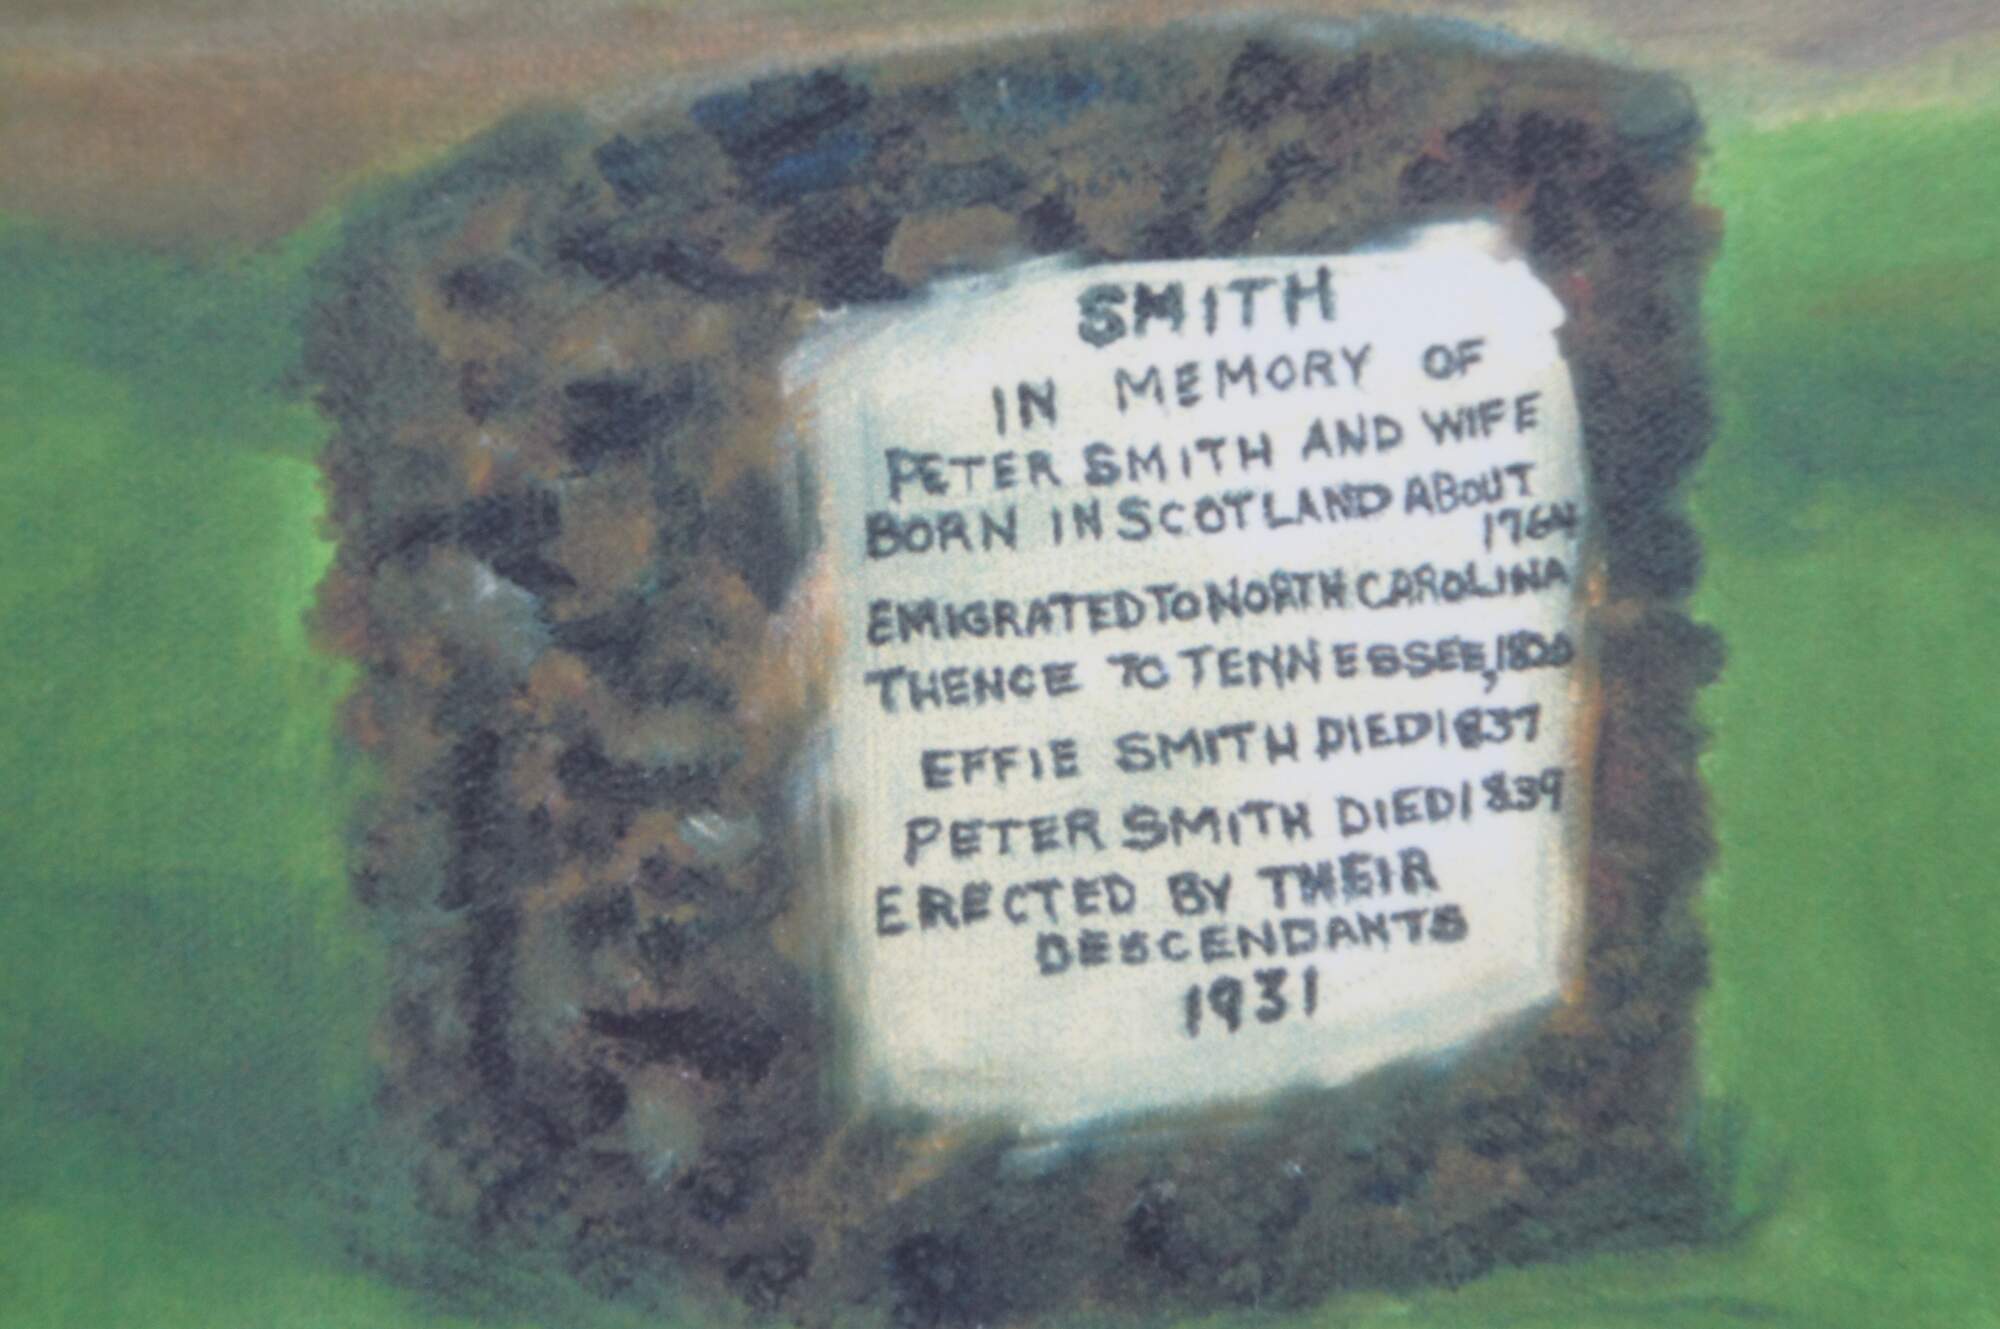 SMITH
IN MEMORY OF
PETER SMITH AND WIFE
BORN IN SCOTLAND ABOUT
1764
EMIGRATED TO NORTH CAROLINA
THENCE TO TENNESSEE, 1820
EFFIE SMITH DIED 1837
PETER SMITH DIED 1839
ERECTED BY THEIR
DESCENDANTS
1931